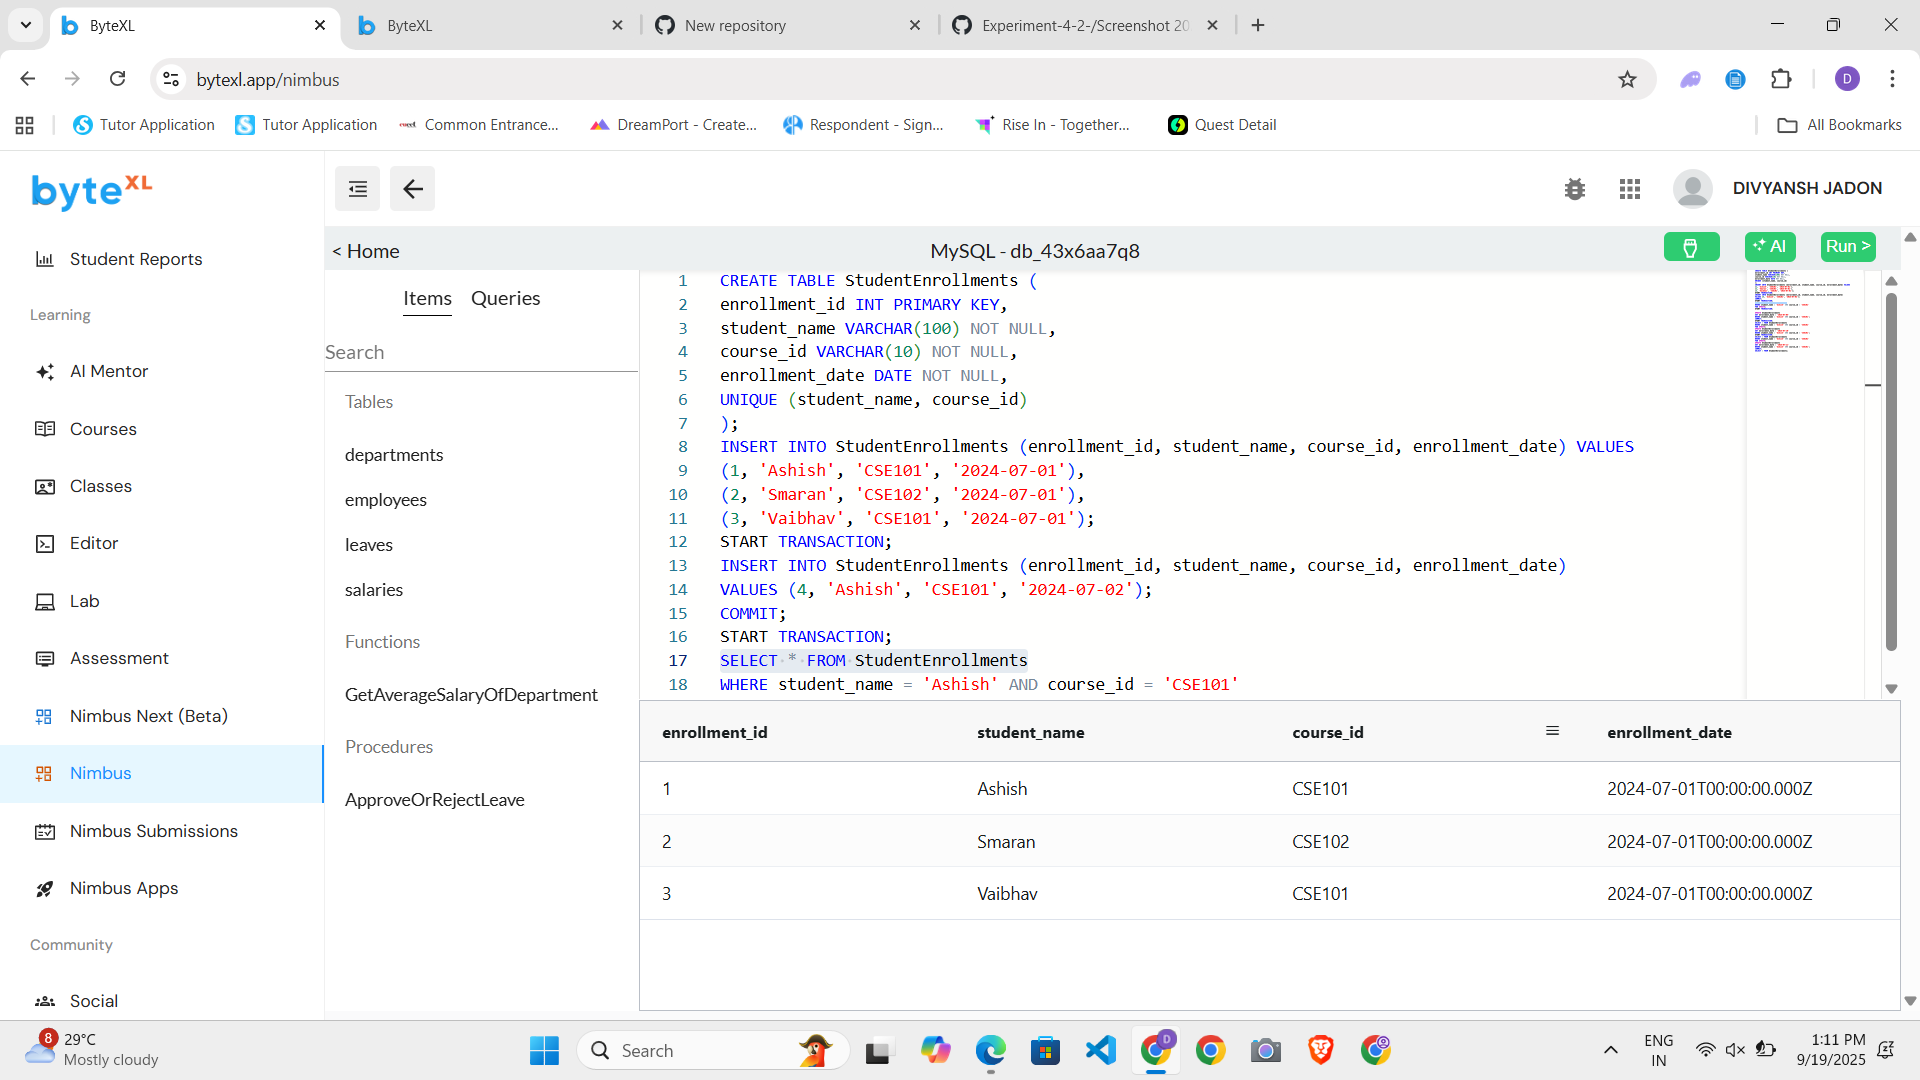 ByteXL
ByteXL
New repository
Experiment-4-2-/Screenshot 20
bytexl.app/nimbus
D
Tutor Application
Tutor Application
Common Entrance...
DreamPort - Create...
Respondent - Sign...
Rise In - Together...
Quest Detail
All Bookmarks
byteXL
DIVYANSH JADON
Student Reports
Learning
AI Mentor
Courses
Classes
Editor
Lab
Assessment
Nimbus Next (Beta)
Nimbus
Nimbus Submissions
Nimbus Apps
Community
Social
< Home
MySQL - db_43x6aa7q8
AI
Run >
Items
Queries
Search
Tables
departments
employees
leaves
salaries
Functions
GetAverageSalaryOfDepartment
Procedures
ApproveOrRejectLeave
1 CREATE TABLE StudentEnrollments (
2 enrollment_id INT PRIMARY KEY,
3 student_name VARCHAR(100) NOT NULL,
4 course_id VARCHAR(10) NOT NULL,
5 enrollment_date DATE NOT NULL,
6 UNIQUE (student_name, course_id)
7 );
8 INSERT INTO StudentEnrollments (enrollment_id, student_name, course_id, enrollment_date) VALUES
9 (1, 'Ashish', 'CSE101', '2024-07-01'),
10 (2, 'Smaran', 'CSE102', '2024-07-01'),
11 (3, 'Vaibhav', 'CSE101', '2024-07-01');
12 START TRANSACTION;
13 INSERT INTO StudentEnrollments (enrollment_id, student_name, course_id, enrollment_date)
14 VALUES (4, 'Ashish', 'CSE101', '2024-07-02');
15 COMMIT;
16 START TRANSACTION;
17 SELECT * FROM StudentEnrollments
18 WHERE student_name = 'Ashish' AND course_id = 'CSE101'
enrollment_id student_name course_id enrollment_date
1 Ashish CSE101 2024-07-01T00:00:00.000Z
2 Smaran CSE102 2024-07-01T00:00:00.000Z
3 Vaibhav CSE101 2024-07-01T00:00:00.000Z
8
29°C
Mostly cloudy
Search
D
ENG
IN
1:11 PM
9/19/2025